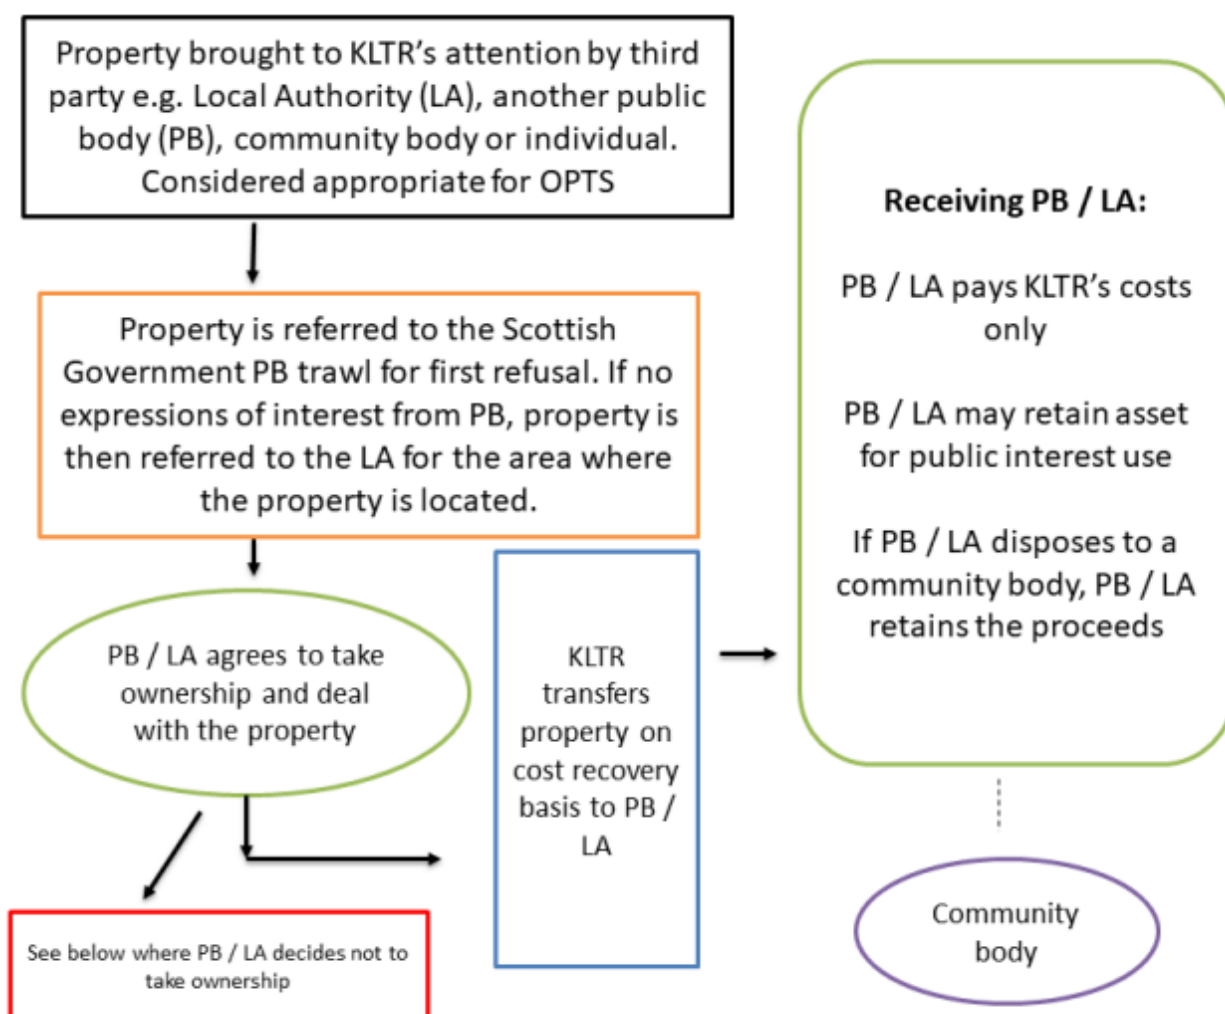 Property brought to KLTR's attention by third
party e.g. Local Authority (LA), another public
body (PB), community body or individual.
Considered appropriate for OPTS
Property is referred to the Scottish
Government PB trawl for first refusal. If no
expressions of interest from PB, property is
then referred to the LA for the area where
the property is located.
PB / LA agrees to take
ownership and deal
with the property
See below where PB / LA decides not to
take ownership
KLTR
transfers
property on
cost recovery
basis to PB /
LA
Receiving PB / LA:
PB / LA pays KLTR's costs
only
PB / LA may retain asset
for public interest use
If PB / LA disposes to a
community body, PB / LA
retains the proceeds
Community
body